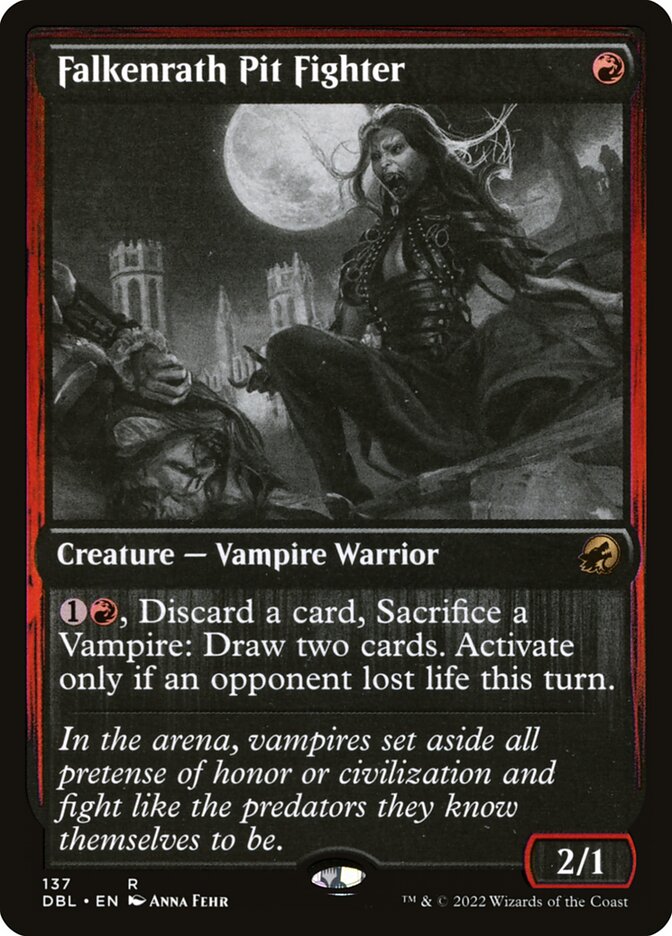 Falkenrath Pit Fighter
Creature — Vampire Warrior
1, Discard a card, Sacrifice a
Vampire: Draw two cards. Activate
only if an opponent lost life this turn.
In the arena, vampires set aside all
pretense of honor or civilization and
fight like the predators they know
themselves to be.
2/1
137 R
DBL • EN Anna Fehr
™ & © 2022 Wizards of the Coast